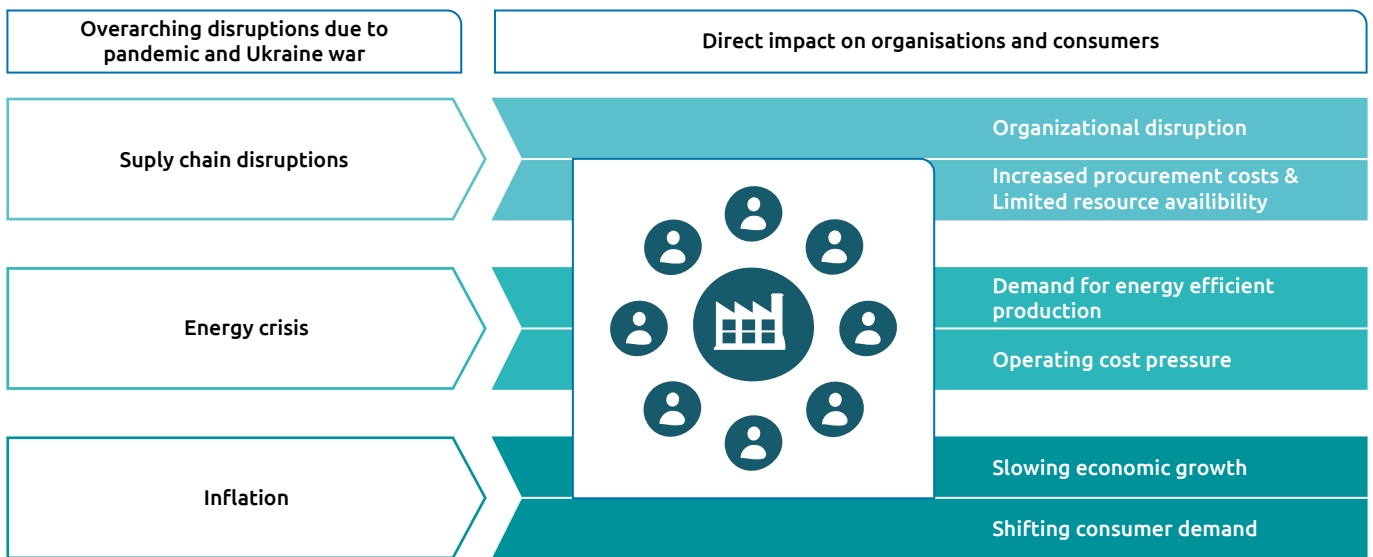 Overarching disruptions due to
pandemic and Ukraine war
Direct impact on organisations and consumers
Suply chain disruptions
Organizational disruption
Increased procurement costs &
Limited resource availibility
Energy crisis
Demand for energy efficient
production
Operating cost pressure
Inflation
Slowing economic growth
Shifting consumer demand